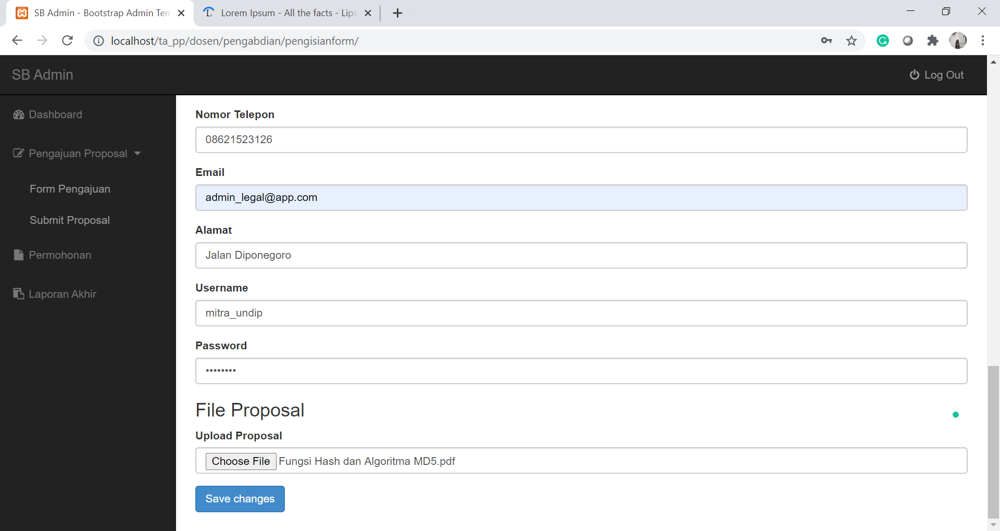 SB Admin - Bootstrap Admin Tem
Lorem Ipsum - All the facts - Lips
localhost/ta_pp/dosen/pengabdian/pengisianform/
SB Admin
Log Out
Dashboard
Pengajuan Proposal
Form Pengajuan
Submit Proposal
Permohonan
Laporan Akhir
Nomor Telepon
08621523126
Email
admin_legal@app.com
Alamat
Jalan Diponegoro
Username
mitra_undip
Password
••••••••
File Proposal
Upload Proposal
Choose File Fungsi Hash dan Algoritma MD5.pdf
Save changes